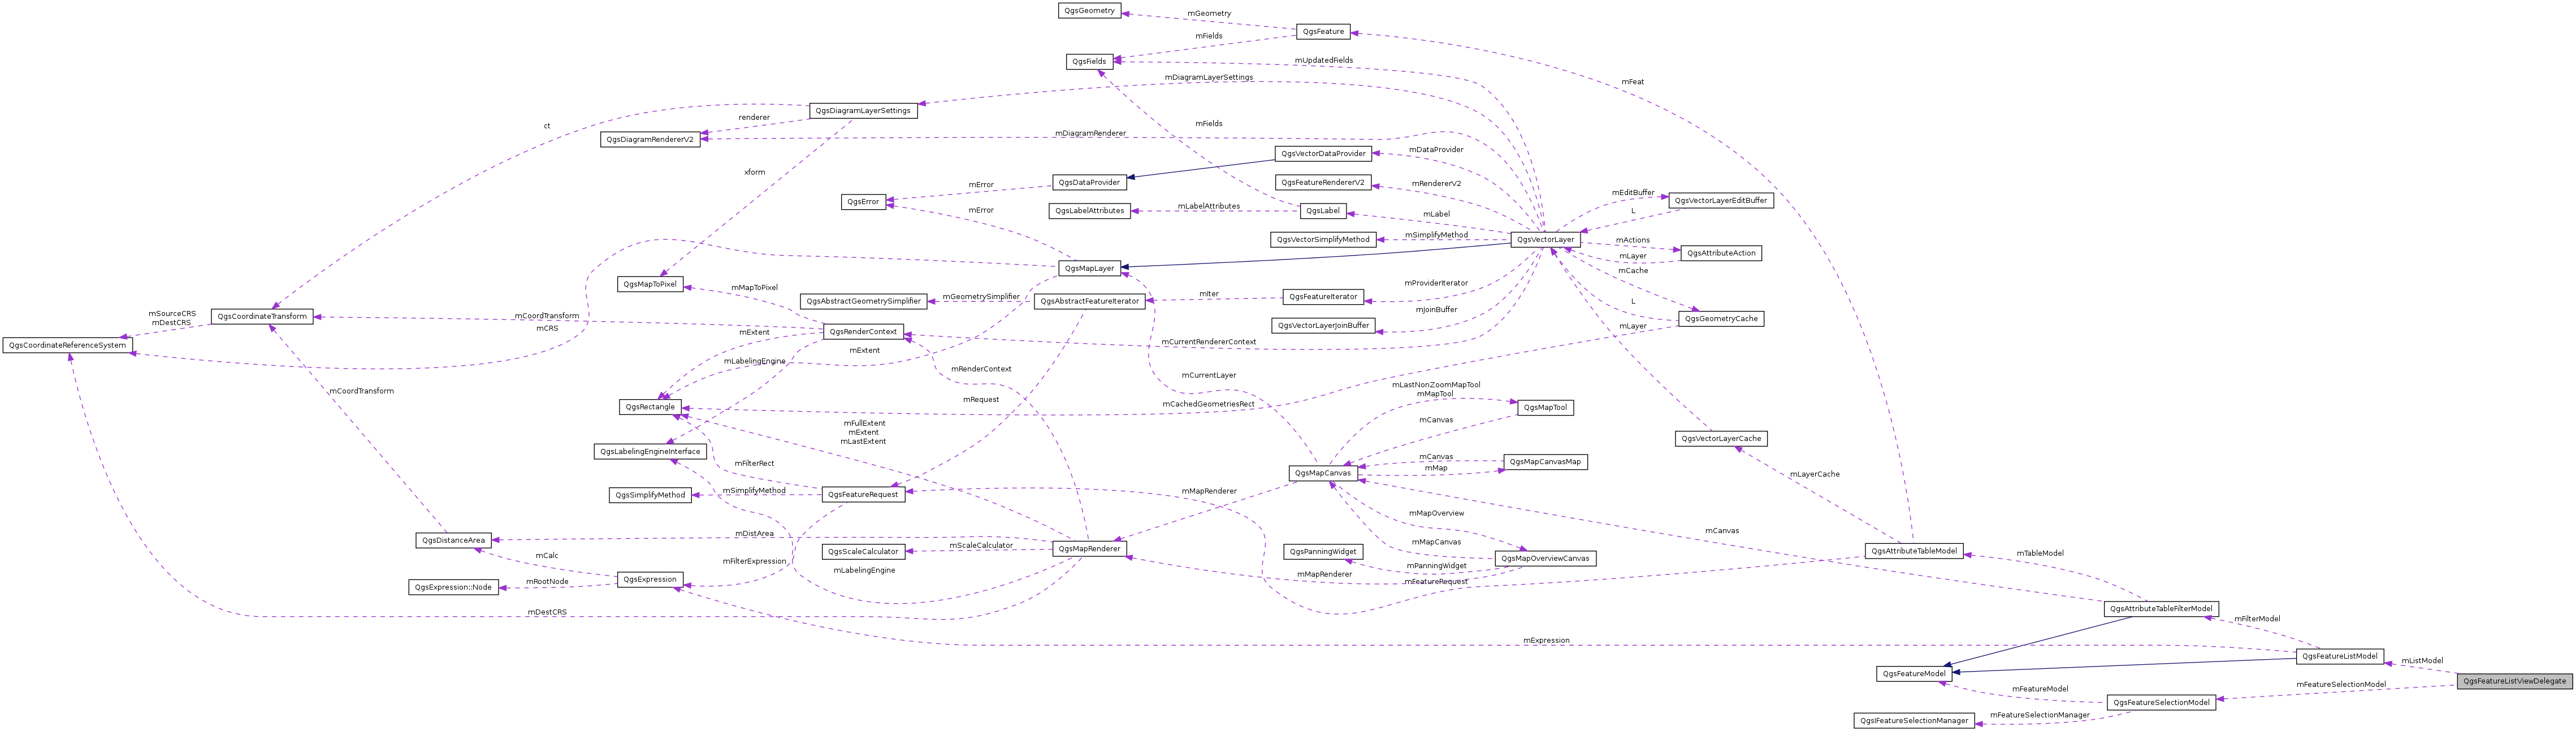 QgsGeometry
mGeometry
QgsFeature
mFields
QgsFields
mUpdatedFields
mDiagramLayerSettings
mFeat
QgsDiagramLayerSettings
renderer
ct
mFields
mDiagramRenderer
QgsDiagramRendererV2
mDataProvider
QgsVectorDataProvider
xform
mError
QgsDataProvider
QgsFeatureRendererV2
mRendererV2
mEditBuffer
QgsVectorLayerEditBuffer
QgsError
mError
QgsLabelAttributes
mLabelAttributes
QgsLabel
mLabel
L
QgsVectorSimplifyMethod
mSimplifyMethod
QgsVectorLayer
mActions
QgsAttributeAction
mLayer
QgsMapLayer
mCache
QgsMapToPixel
mMapToPixel
mProviderIterator
QgsAbstractGeometrySimplifier
mGeometrySimplifier
QgsAbstractFeatureIterator
mIter
QgsFeatureIterator
L
mSourceCRS
mDestCRS
QgsCoordinateTransform
mCoordTransform
mCRS
mJoinBuffer
QgsGeometryCache
QgsVectorLayerJoinBuffer
mLayer
QgsCoordinateReferenceSystem
mExtent
QgsRenderContext
mCurrentRendererContext
mExtent
mLabelingEngine
mRenderContext
mCurrentLayer
mCoordTransform
mLastNonZoomMapTool
mMapTool
mRequest
mCachedGeometriesRect
QgsRectangle
QgsMapTool
mFullExtent
mExtent
mLastExtent
mCanvas
QgsVectorLayerCache
QgsLabelingEngineInterface
mFilterRect
mCanvas
mMap
QgsMapCanvasMap
QgsMapCanvas
mLayerCache
QgsSimplifyMethod
mSimplifyMethod
QgsFeatureRequest
mMapRenderer
mMapOverview
mCanvas
QgsDistanceArea
mDistArea
mMapCanvas
mCalc
mFilterExpression
QgsScaleCalculator
mScaleCalculator
QgsMapRenderer
QgsPanningWidget
QgsMapOverviewCanvas
mPanningWidget
QgsAttributeTableModel
mTableModel
mLabelingEngine
mMapRenderer
mFeatureRequest
QgsExpression
mRootNode
QgsExpression::Node
mDestCRS
QgsAttributeTableFilterModel
mFilterModel
mExpression
QgsFeatureListModel
mListModel
QgsFeatureModel
QgsFeatureListViewDelegate
mFeatureModel
mFeatureSelectionModel
QgsFeatureSelectionModel
mFeatureSelectionManager
QgsIFeatureSelectionManager